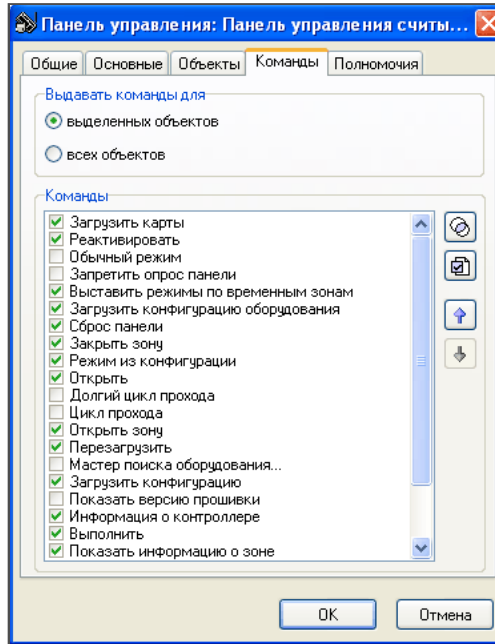 Панель управления: Панель управления считы...
Общие Основные Объекты Команды Полномочия
Выдавать команды для
выделенных объектов
всех объектов
Команды
Загрузить карты
Реактивировать
Обычный режим
Запретить опрос панели
Выставить режимы по временным зонам
Загрузить конфигурацию оборудования
Сброс панели
Закрыть зону
Режим из конфигурации
Открыть
Долгий цикл прохода
Цикл прохода
Открыть зону
Перезагрузить
Мастер поиска оборудования...
Загрузить конфигурацию
Показать версию прошивки
Информация о контроллере
Выполнить
Показать информацию о зоне
OK Отмена